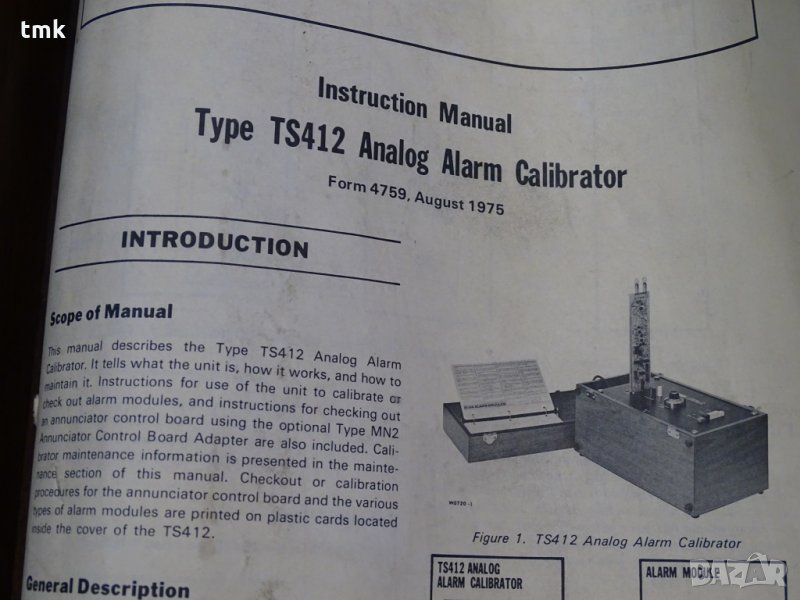 tmk
Instruction Manual
Type TS412 Analog Alarm Calibrator
Form 4759, August 1975
INTRODUCTION
Scope of Manual
This manual describes the Type TS412 Analog Alarm
Calibrator. It tells what the unit is, how it works, and how to
maintain it. Instructions for use of the unit to calibrate or
check out alarm modules, and instructions for checking out
an annunciator control board using the optional Type MN2
Annunciator Control Board Adapter are also included. Cali-
brator maintenance information is presented in the mainte-
nance section of this manual. Checkout or calibration
procedures for the annunciator control board and the various
types of alarm modules are printed on plastic cards located
inside the cover of the TS412.
General Description
W0720-1
Figure 1. TS412 Analog Alarm Calibrator
TS412 ANALOG
ALARM CALIBRATOR
ALARM MODULE
BAZAR